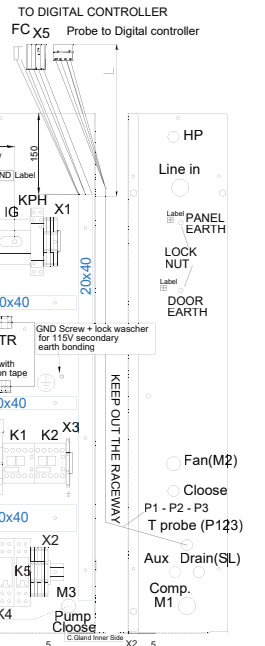 TO DIGITAL CONTROLLER
FC X5 Probe to Digital controller
L
150
HP
Line in
ND Label
KPH
IG X1
Label
PANEL
EARTH
LOCK
NUT
Label
DOOR
EARTH
20x40
0x40
GND Screw + lock wascher
for 115V secondary
earth bonding
TR
with
on tape
0x40
KEEP OUT THE RACEWAY
K1 K2 X3
Fan(M2)
Cloose
P1 - P2 - P3
T probe (P123)
0x40
X2
Aux Drain(SL)
K5
Comp.
M1
K4
M3
Pump
Cloose
C.Gland Inner Side
5 X2 5